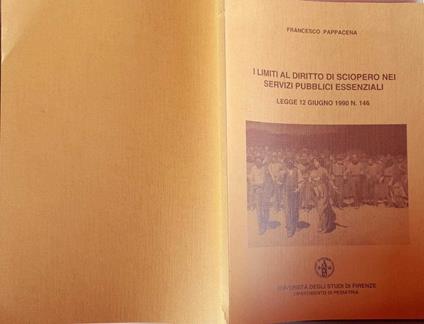 FRANCESCO PAPPACENA
I LIMITI AL DIRITTO DI SCIOPERO NEI
SERVIZI PUBBLICI ESSENZIALI
LEGGE 12 GIUGNO 1990 N. 146
UNIVERSITÀ DEGLI STUDI DI FIRENZE
DIPARTIMENTO DI PEDIATRIA